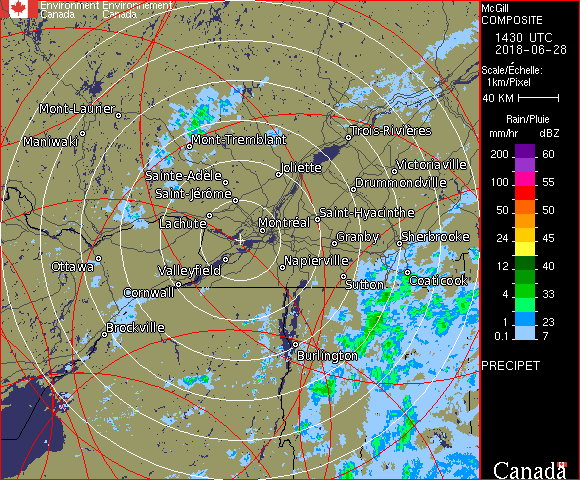 Environment Environnement
Canada Canada
McGill
COMPOSITE
1430 UTC
2018-06-28
Scale/Échelle:
1km/Pixel
40 KM
Rain/Pluie
mm/hr dBZ
200 60
150 57
100 55
50 50
24 45
12 40
4 33
1 23
0.1 7
PRECIPET
Canada
Mont-Laurier
Maniwaki
Mont-Tremblant
Trois-Rivières
Sainte-Adèle
Joliette
Victoriaville
Saint-Jérôme
Drummondville
Lachute
Saint-Hyacinthe
Montréal
Granby
Sherbrooke
Ottawa
Valleyfield
Napierville
Cornwall
Sutton
Coaticook
Brockville
Burlington